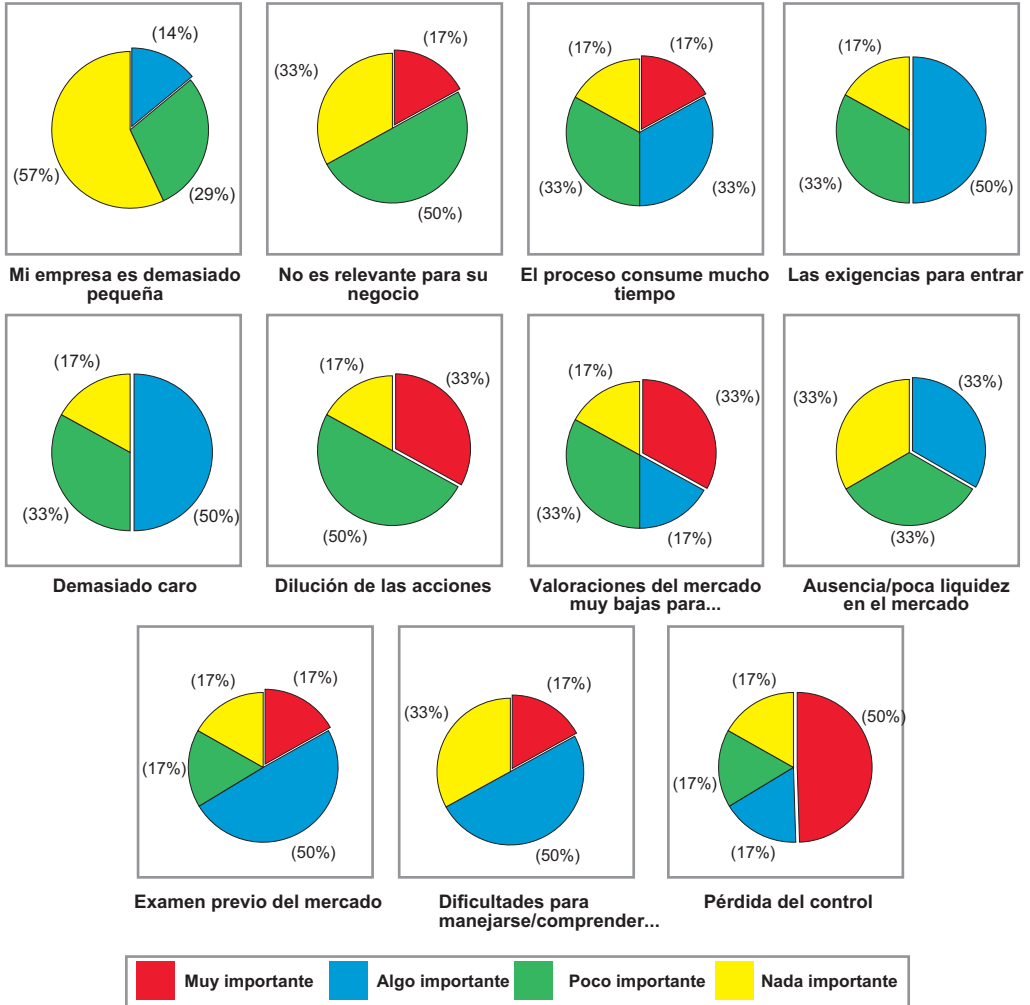 (14%)
(57%)
(29%)
Mi empresa es demasiado
pequeña
(17%)
(33%)
(50%)
No es relevante para su
negocio
(17%)
(17%)
(33%)
(33%)
El proceso consume mucho
tiempo
(17%)
(33%)
(50%)
Las exigencias para entrar
(17%)
(33%)
(50%)
Demasiado caro
(17%)
(33%)
(50%)
Dilución de las acciones
(17%)
(33%)
(33%)
(17%)
Valoraciones del mercado
muy bajas para...
(33%)
(33%)
(33%)
Ausencia/poca liquidez
en el mercado
(17%)
(17%)
(17%)
(50%)
Examen previo del mercado
(17%)
(33%)
(50%)
Dificultades para
manejarse/comprender...
(17%)
(50%)
(17%)
(17%)
Pérdida del control
Muy importante
Algo importante
Poco importante
Nada importante